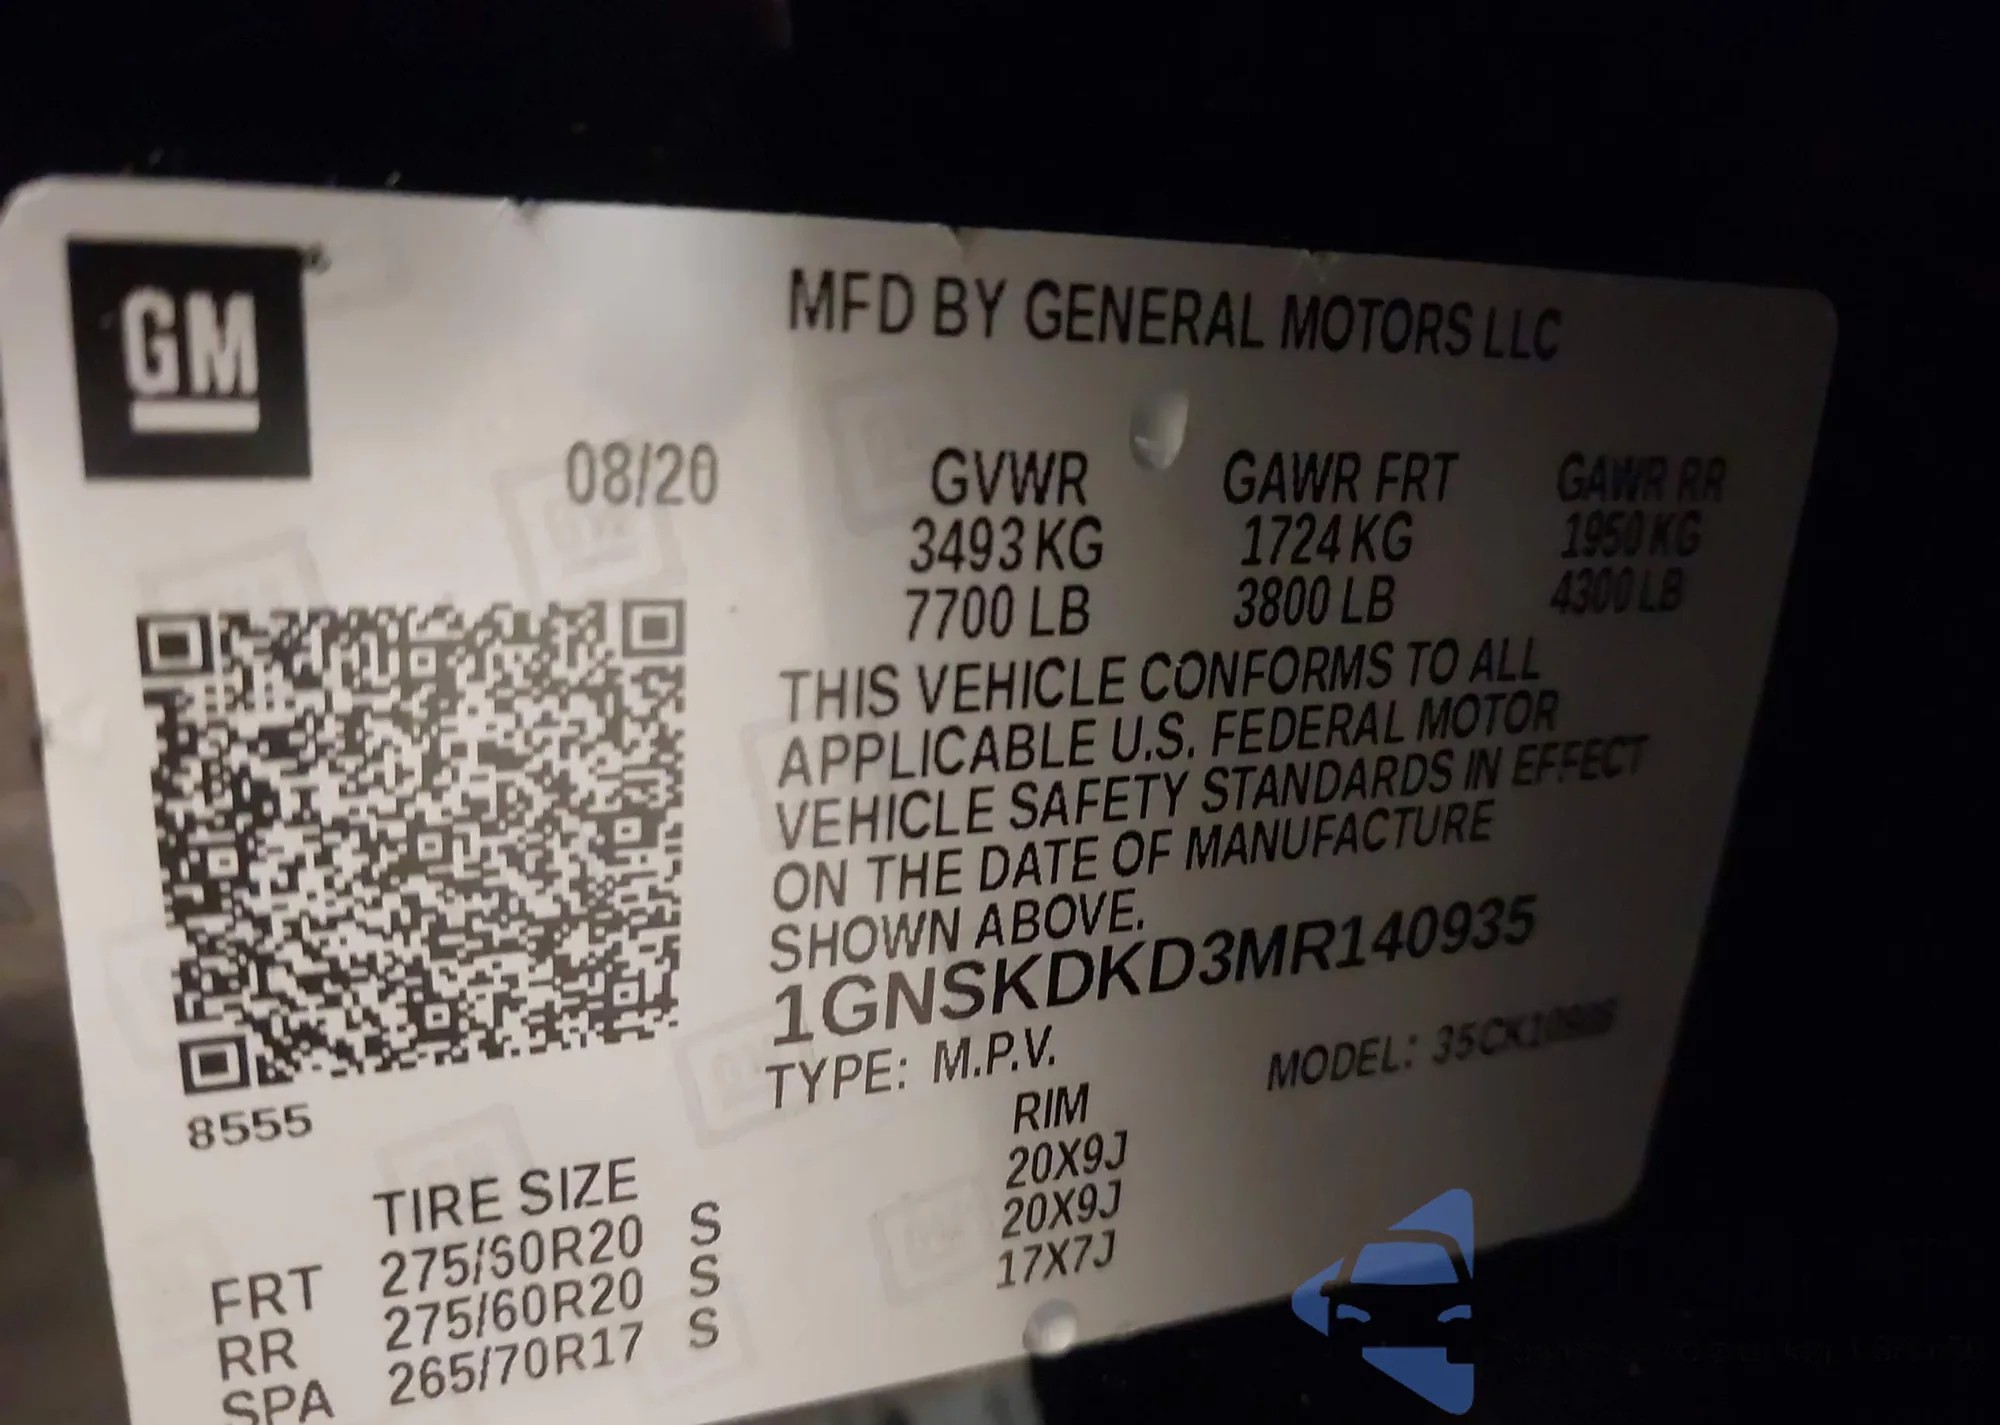 GM
MFD BY GENERAL MOTORS LLC
08/20
GVWR GAWR FRT GAWR RR
3493 KG 1724 KG 1950 KG
7700 LB 3800 LB 4300 LB
THIS VEHICLE CONFORMS TO ALL
APPLICABLE U.S. FEDERAL MOTOR
VEHICLE SAFETY STANDARDS IN EFFECT
ON THE DATE OF MANUFACTURE
SHOWN ABOVE.
1GNSKDKD3MR140935
TYPE: M.P.V. MODEL:
8555
TIRE SIZE RIM
FRT 275/60R20 S 20X9J
RR 275/60R20 S 20X9J
SPA 265/70R17 S 17X7J